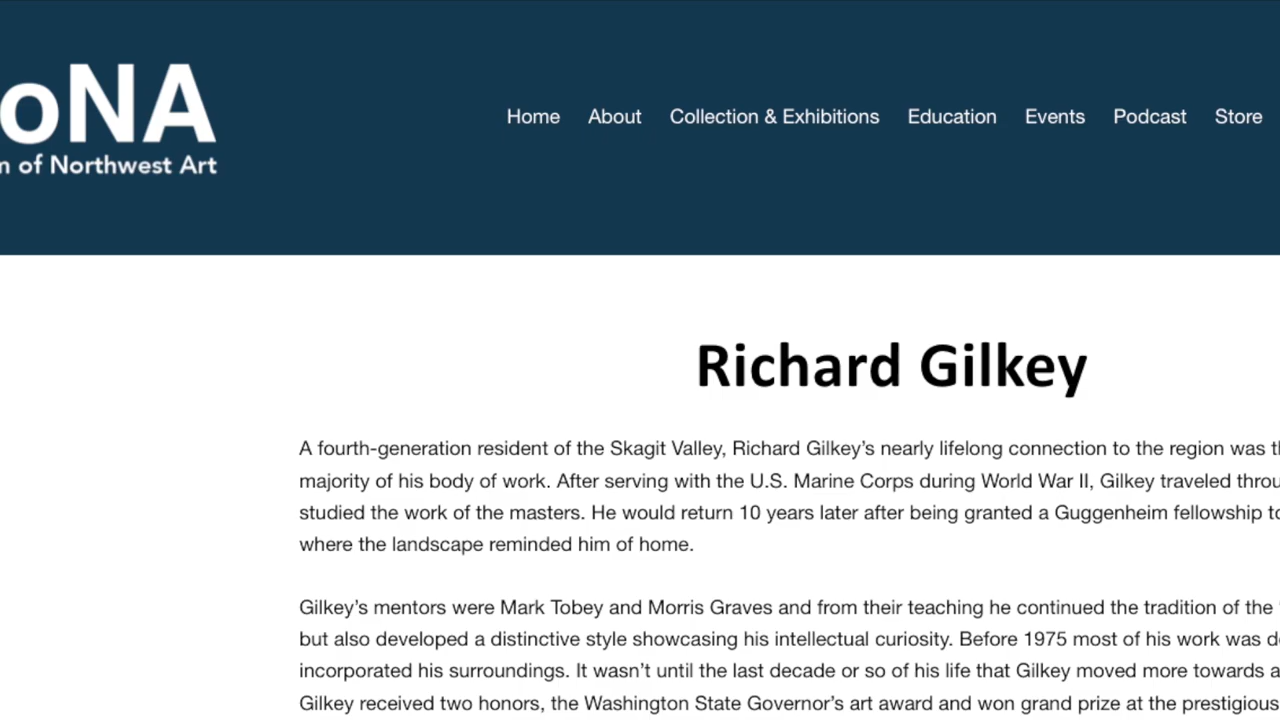 oNA
of Northwest Art
Home About Collection & Exhibitions Education Events Podcast Store
Richard Gilkey
A fourth-generation resident of the Skagit Valley, Richard Gilkey’s nearly lifelong connection to the region was
majority of his body of work. After serving with the U.S. Marine Corps during World War II, Gilkey traveled
studied the work of the masters. He would return 10 years later after being granted a Guggenheim fellowship
where the landscape reminded him of home.
Gilkey’s mentors were Mark Tobey and Morris Graves and from their teaching he continued the tradition of the
but also developed a distinctive style showcasing his intellectual curiosity. Before 1975 most of his work was
incorporated his surroundings. It wasn’t until the last decade or so of his life that Gilkey moved more towards
Gilkey received two honors, the Washington State Governor’s art award and won grand prize at the prestigious